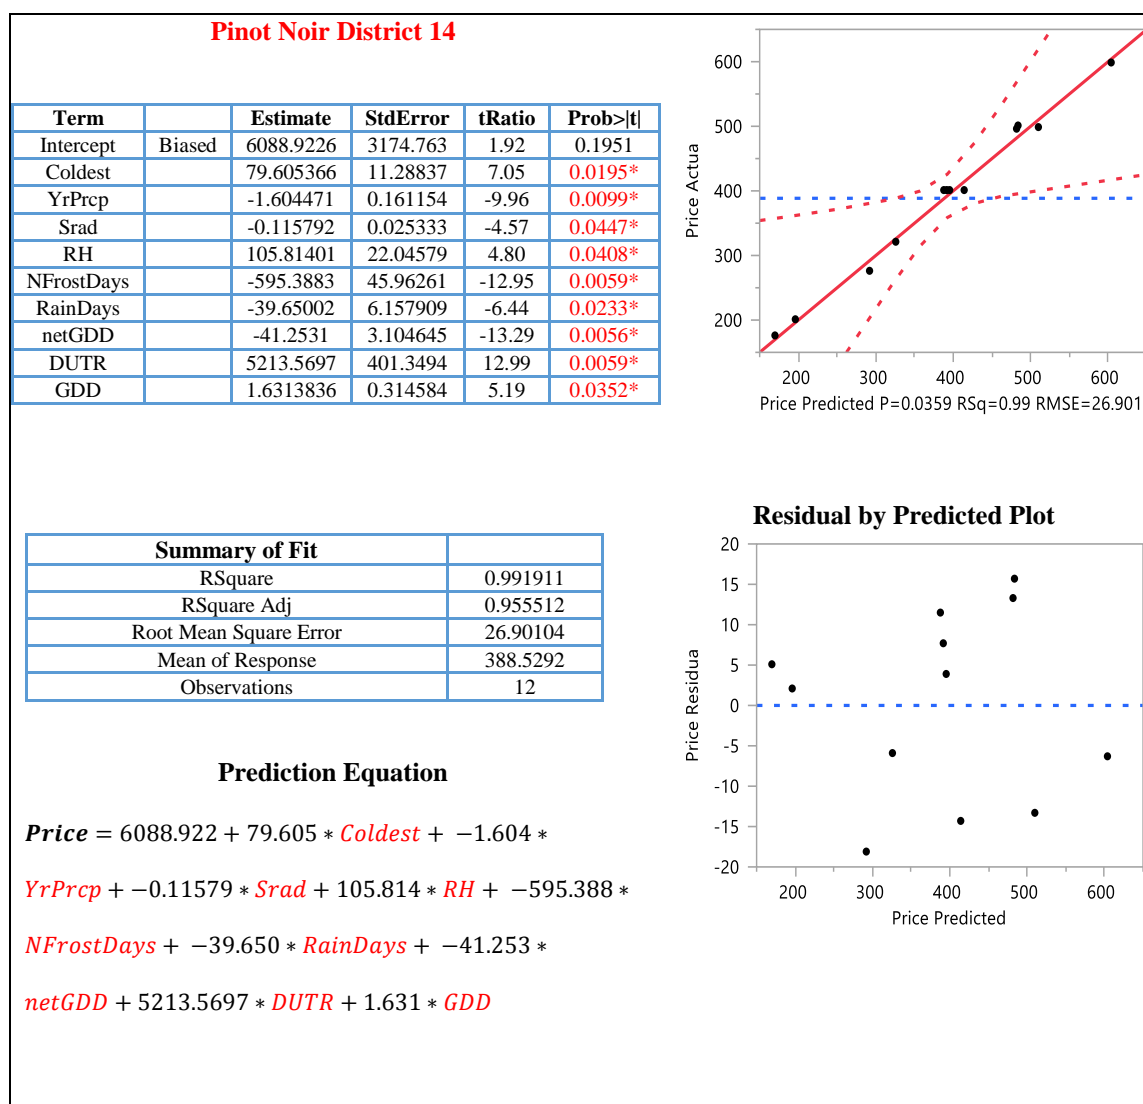 Pinot Noir District 14
Term Estimate StdError tRatio Prob>|t|
Intercept Biased 6088.9226 3174.763 1.92 0.1951
Coldest 79.605366 11.28837 7.05 0.0195*
YrPrcp -1.604471 0.161154 -9.96 0.0099*
Srad -0.115792 0.025333 -4.57 0.0447*
RH 105.81401 22.04579 4.80 0.0408*
NFrostDays -595.3883 45.96261 -12.95 0.0059*
RainDays -39.65002 6.157909 -6.44 0.0233*
netGDD -41.2531 3.104645 -13.29 0.0056*
DUTR 5213.5697 401.3494 12.99 0.0059*
GDD 1.6313836 0.314584 5.19 0.0352*
Price Actua
600
500
400
300
200
200 300 400 500 600
Price Predicted P=0.0359 RSq=0.99 RMSE=26.901
Summary of Fit
RSquare 0.991911
RSquare Adj 0.955512
Root Mean Square Error 26.90104
Mean of Response 388.5292
Observations 12
Residual by Predicted Plot
Price Residua
20
15
10
5
0
-5
-10
-15
-20
200 300 400 500 600
Price Predicted
Prediction Equation
Price = 6088.922 + 79.605 * Coldest + -1.604 *
YrPrcp + -0.11579 * Srad + 105.814 * RH + -595.388 *
NFrostDays + -39.650 * RainDays + -41.253 *
netGDD + 5213.5697 * DUTR + 1.631 * GDD